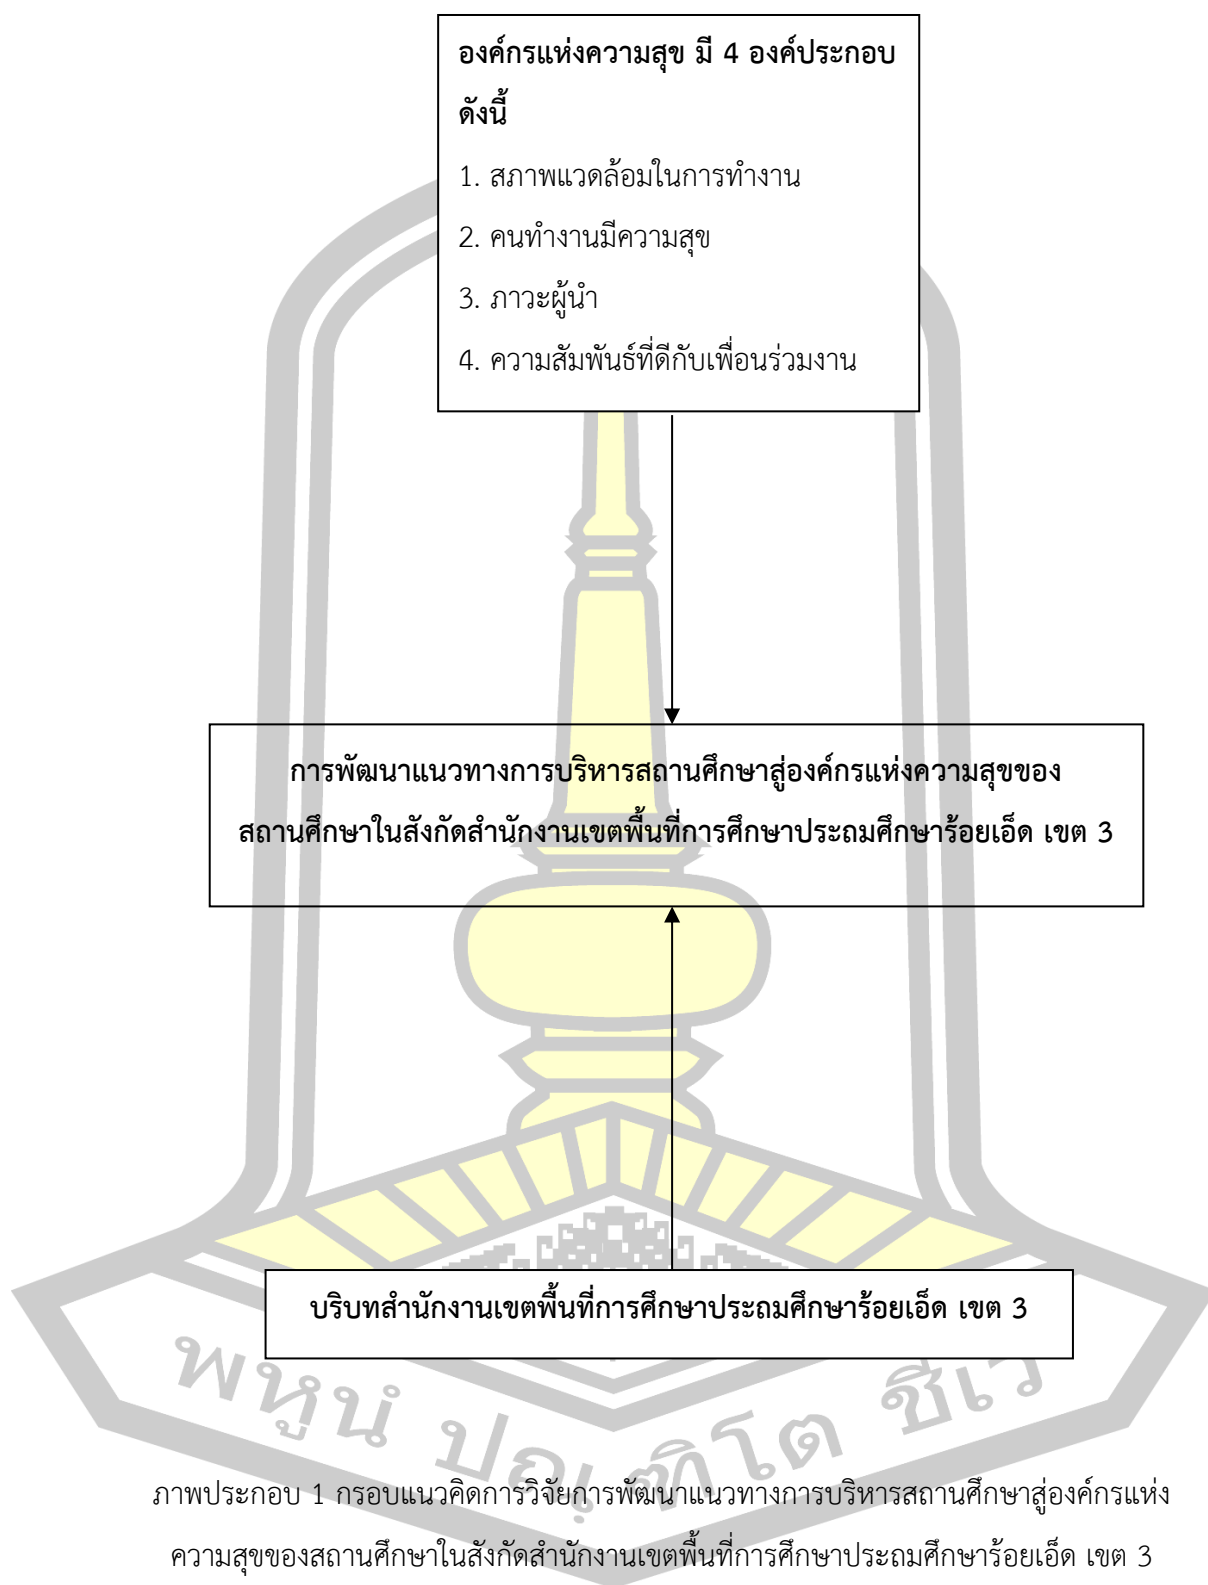 องค์กรแห่งความสุข มี 4 องค์ประกอบ
ดังนี้
1. สภาพแวดล้อมในการทำงาน
2. คนทำงานมีความสุข
3. ภาวะผู้นำ
4. ความสัมพันธ์ที่ดีกับเพื่อนร่วมงาน
การพัฒนาแนวทางการบริหารสถานศึกษาสู่องค์กรแห่งความสุขของ
สถานศึกษาในสังกัดสำนักงานเขตพื้นที่การศึกษาประถมศึกษาร้อยเอ็ด เขต 3
บริบทสำนักงานเขตพื้นที่การศึกษาประถมศึกษาร้อยเอ็ด เขต 3
พหูนํ ปณฺฑิโต ชีเว
ภาพประกอบ 1 กรอบแนวคิดการวิจัยการพัฒนาแนวทางการบริหารสถานศึกษาสู่องค์กรแห่ง
ความสุขของสถานศึกษาในสังกัดสำนักงานเขตพื้นที่การศึกษาประถมศึกษาร้อยเอ็ด เขต 3